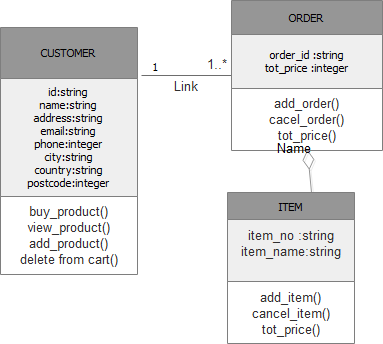 CUSTOMER
id:string
name:string
address:string
email:string
phone:integer
city:string
country:string
postcode:integer
buy_product()
view_product()
add_product()
delete from cart()
1
1..*
Link
ORDER
order_id :string
tot_price :integer
add_order()
cacel_order()
tot_price()
Name
ITEM
item_no :string
item_name:string
add_item()
cancel_item()
tot_price()